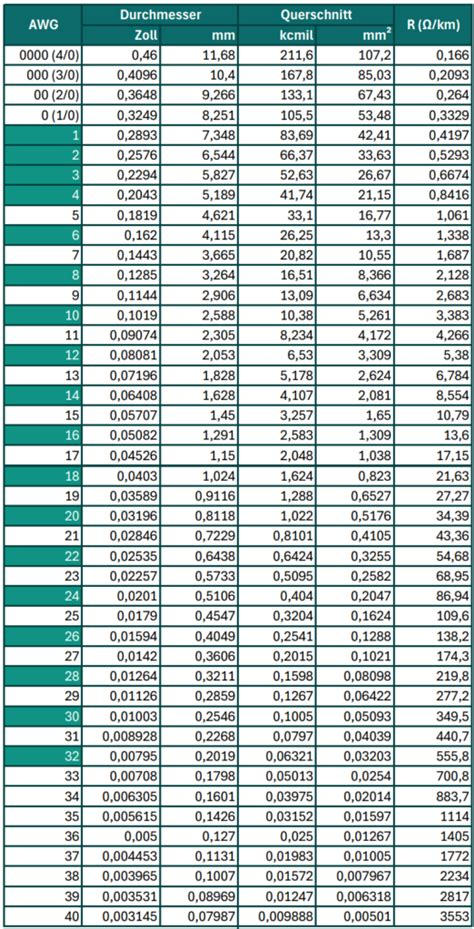 AWG Durchmesser Querschnitt R (Ω/km)
Zoll mm kcmil mm²
0000 (4/0) 0,46 11,68 211,6 107,2 0,166
000 (3/0) 0,4096 10,4 167,8 85,03 0,2093
00 (2/0) 0,3648 9,266 133,1 67,43 0,264
0 (1/0) 0,3249 8,251 105,5 53,48 0,3329
1 0,2893 7,348 83,69 42,41 0,4197
2 0,2576 6,544 66,37 33,63 0,5293
3 0,2294 5,827 52,63 26,67 0,6674
4 0,2043 5,189 41,74 21,15 0,8416
5 0,1819 4,621 33,1 16,77 1,061
6 0,162 4,115 26,25 13,3 1,338
7 0,1443 3,665 20,82 10,55 1,687
8 0,1285 3,264 16,51 8,366 2,128
9 0,1144 2,906 13,09 6,634 2,683
10 0,1019 2,588 10,38 5,261 3,383
11 0,09074 2,305 8,234 4,172 4,266
12 0,08081 2,053 6,53 3,309 5,38
13 0,07196 1,828 5,178 2,624 6,784
14 0,06408 1,628 4,107 2,081 8,554
15 0,05707 1,45 3,257 1,65 10,79
16 0,05082 1,291 2,583 1,309 13,6
17 0,04526 1,15 2,048 1,038 17,15
18 0,0403 1,024 1,624 0,823 21,63
19 0,03589 0,9116 1,288 0,6527 27,27
20 0,03196 0,8118 1,022 0,5176 34,39
21 0,02846 0,7229 0,8101 0,4105 43,36
22 0,02535 0,6438 0,6424 0,3255 54,68
23 0,02257 0,5733 0,5095 0,2582 68,95
24 0,0201 0,5106 0,404 0,2047 86,94
25 0,0179 0,4547 0,3204 0,1624 109,6
26 0,01594 0,4049 0,2541 0,1288 138,2
27 0,0142 0,3606 0,2015 0,1021 174,3
28 0,01264 0,3211 0,1598 0,08098 219,8
29 0,01126 0,2859 0,1267 0,06422 277,2
30 0,01003 0,2546 0,1005 0,05093 349,5
31 0,008928 0,2268 0,0797 0,04039 440,7
32 0,00795 0,2019 0,06321 0,03203 555,8
33 0,00708 0,1798 0,05013 0,0254 700,8
34 0,006305 0,1601 0,03975 0,02014 883,7
35 0,005615 0,1426 0,03152 0,01597 1114
36 0,005 0,127 0,025 0,01267 1405
37 0,004453 0,1131 0,01983 0,01005 1772
38 0,003965 0,1007 0,01572 0,007967 2234
39 0,003531 0,08969 0,01247 0,006318 2817
40 0,003145 0,07987 0,009888 0,00501 3553